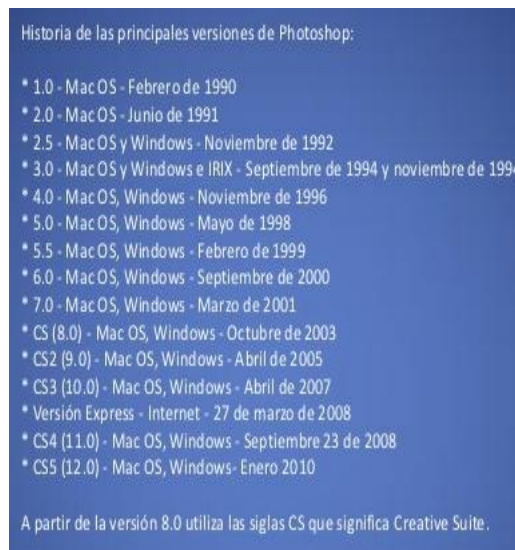 Historia de las principales versiones de Photoshop:
* 1.0 - Mac OS - Febrero de 1990
* 2.0 - Mac OS - Junio de 1991
* 2.5 - Mac OS y Windows - Noviembre de 1992
* 3.0 - Mac OS y Windows e IRIX - Septiembre de 1994 y noviembre de 1994
* 4.0 - Mac OS, Windows - Noviembre de 1996
* 5.0 - Mac OS, Windows - Mayo de 1998
* 5.5 - Mac OS, Windows - Febrero de 1999
* 6.0 - Mac OS, Windows - Septiembre de 2000
* 7.0 - Mac OS, Windows - Marzo de 2001
* CS (8.0) - Mac OS, Windows - Octubre de 2003
* CS2 (9.0) - Mac OS, Windows - Abril de 2005
* CS3 (10.0) - Mac OS, Windows - Abril de 2007
* Versión Express - Internet - 27 de marzo de 2008
* CS4 (11.0) - Mac OS, Windows - Septiembre 23 de 2008
* CS5 (12.0) - Mac OS, Windows- Enero 2010
A partir de la versión 8.0 utiliza las siglas CS que significa Creative Suite.